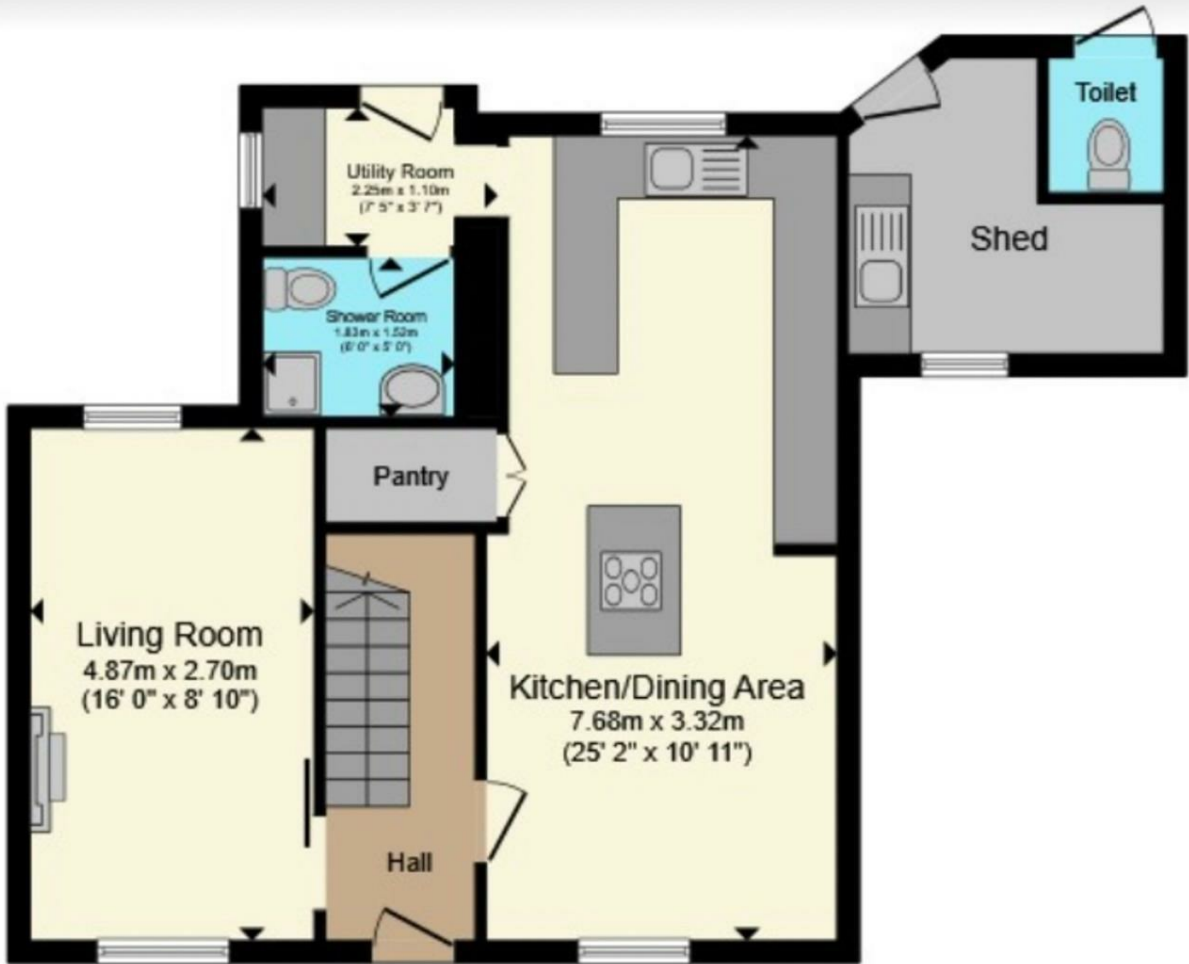 Toilet
Utility Room
2.25m x 1.10m
(7' 5" x 3' 7")
Shed
Shower Room
1.83m x 1.52m
(6' 0" x 5' 0")
Pantry
Living Room
4.87m x 2.70m
(16' 0" x 8' 10")
Kitchen/Dining Area
7.68m x 3.32m
(25' 2" x 10' 11")
Hall